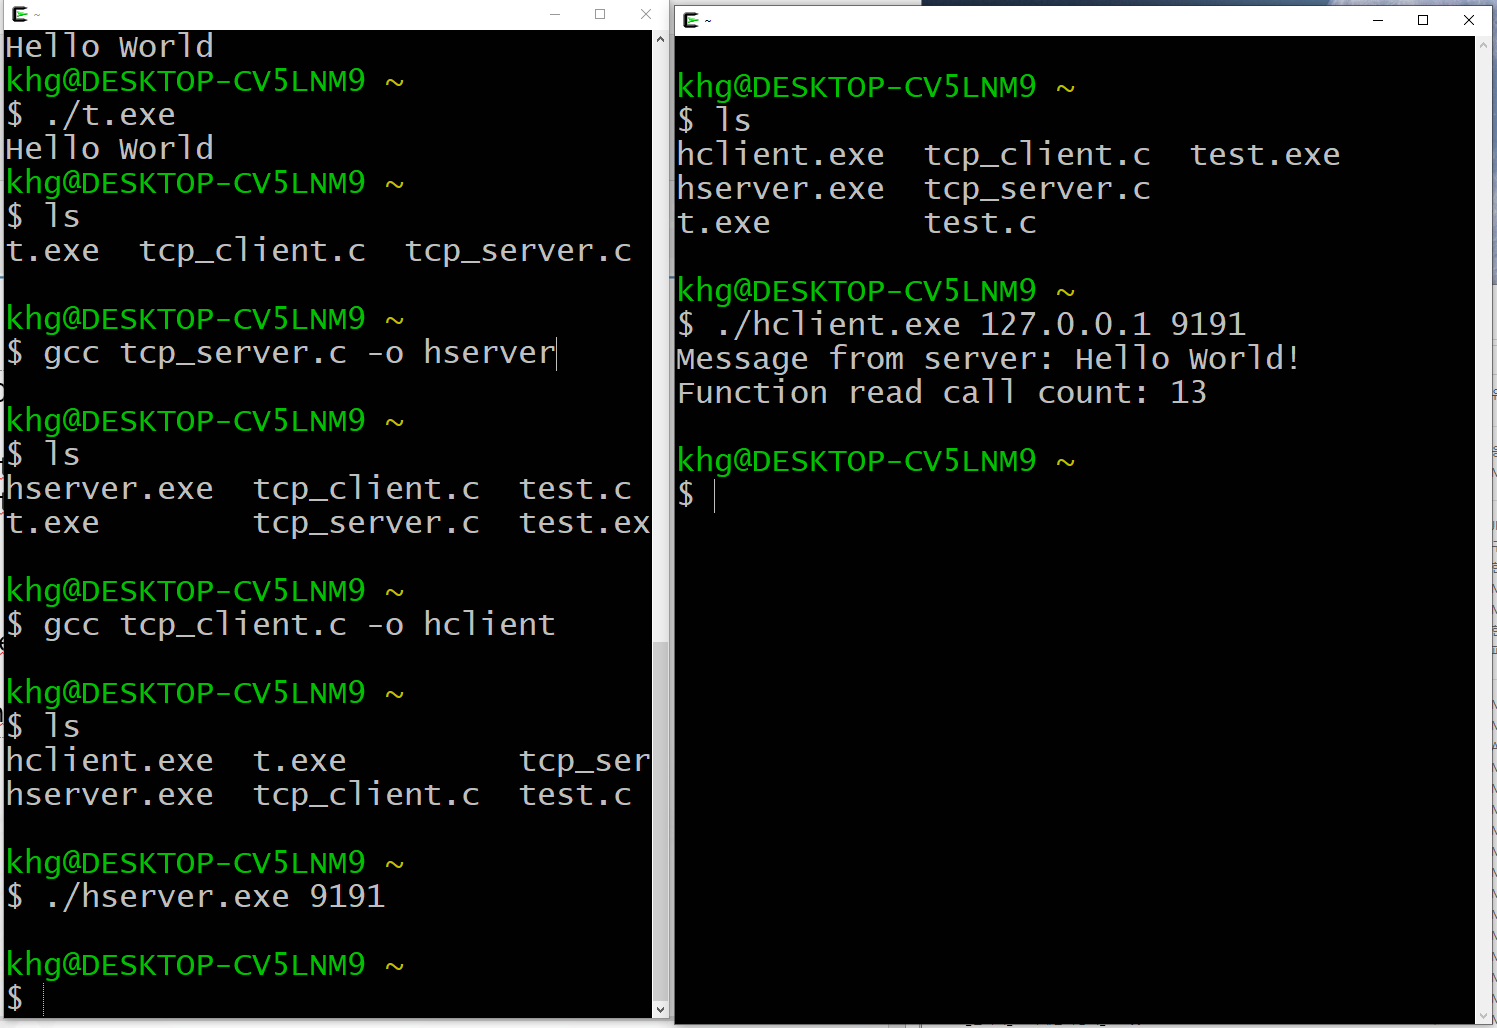 ~
Hello World
khg@DESKTOP-CV5LNM9 ~
$ ./t.exe
Hello World
khg@DESKTOP-CV5LNM9 ~
$ ls
t.exe  tcp_client.c  tcp_server.c
khg@DESKTOP-CV5LNM9 ~
$ gcc tcp_server.c -o hserver
khg@DESKTOP-CV5LNM9 ~
$ ls
hserver.exe  tcp_client.c  test.c
t.exe        tcp_server.c  test.ex
khg@DESKTOP-CV5LNM9 ~
$ gcc tcp_client.c -o hclient
khg@DESKTOP-CV5LNM9 ~
$ ls
hclient.exe  t.exe         tcp_ser
hserver.exe  tcp_client.c  test.c
khg@DESKTOP-CV5LNM9 ~
$ ./hserver.exe 9191
khg@DESKTOP-CV5LNM9 ~
$
~
khg@DESKTOP-CV5LNM9 ~
$ ls
hclient.exe  tcp_client.c  test.exe
hserver.exe  tcp_server.c
t.exe        test.c
khg@DESKTOP-CV5LNM9 ~
$ ./hclient.exe 127.0.0.1 9191
Message from server: Hello World!
Function read call count: 13
khg@DESKTOP-CV5LNM9 ~
$